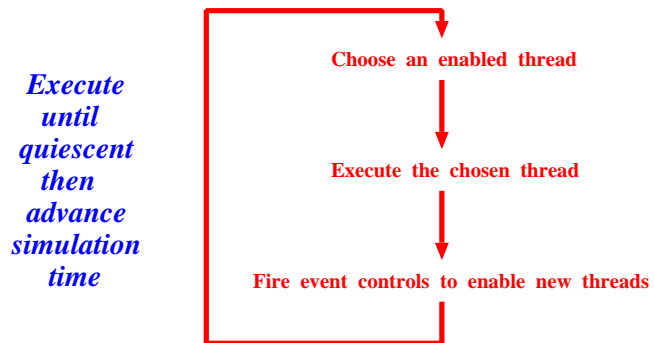 Execute
until
quiescent
then
advance
simulation
time
Choose an enabled thread
Execute the chosen thread
Fire event controls to enable new threads